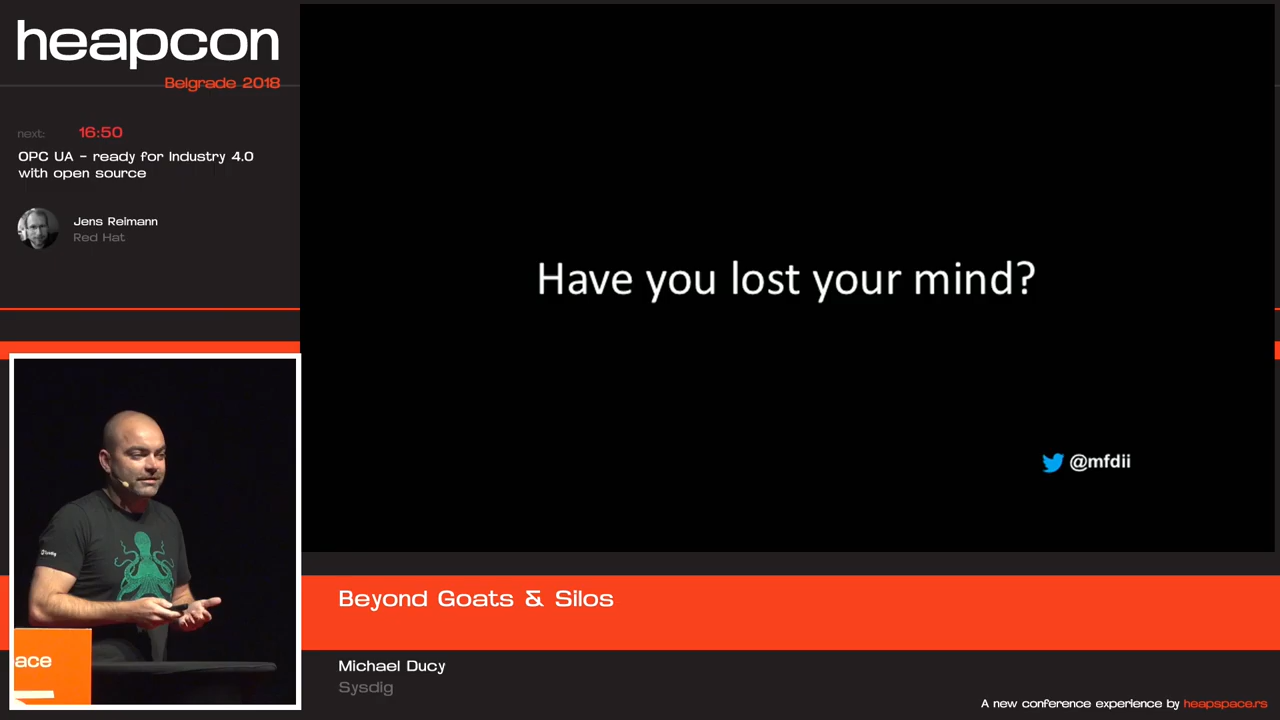 heapcon
Belgrade 2018
next: 16:50
OPC UA - ready for Industry 4.0
with open source
Jens Reimann
Red Hat
Have you lost your mind?
@mfdii
Sysdig
ace
Beyond Goats & Silos
Michael Ducy
Sysdig
A new conference experience by heapspace.rs